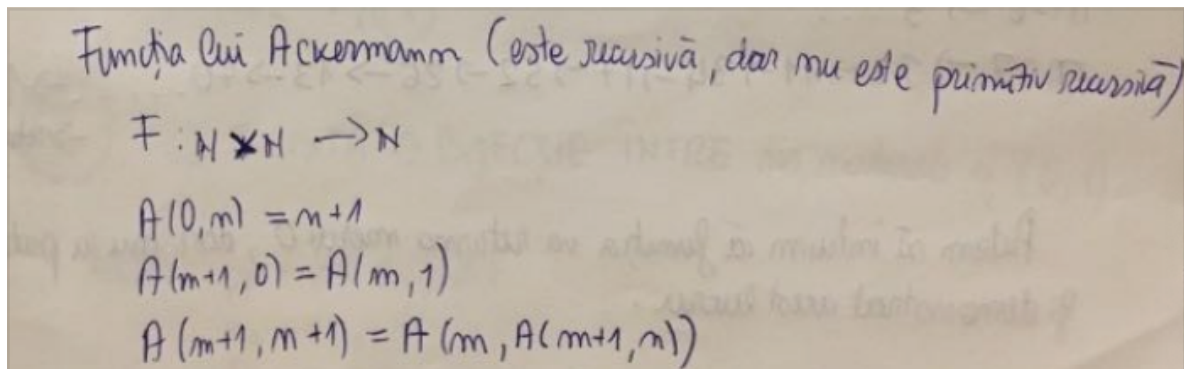 Funcția lui Ackermann (este recursivă, dar nu este primitiv recursivă)
F : N × N → N
A(0, n) = n+1
A(m+1, 0) = A(m, 1)
A(m+1, n+1) = A(m, A(m+1, n))